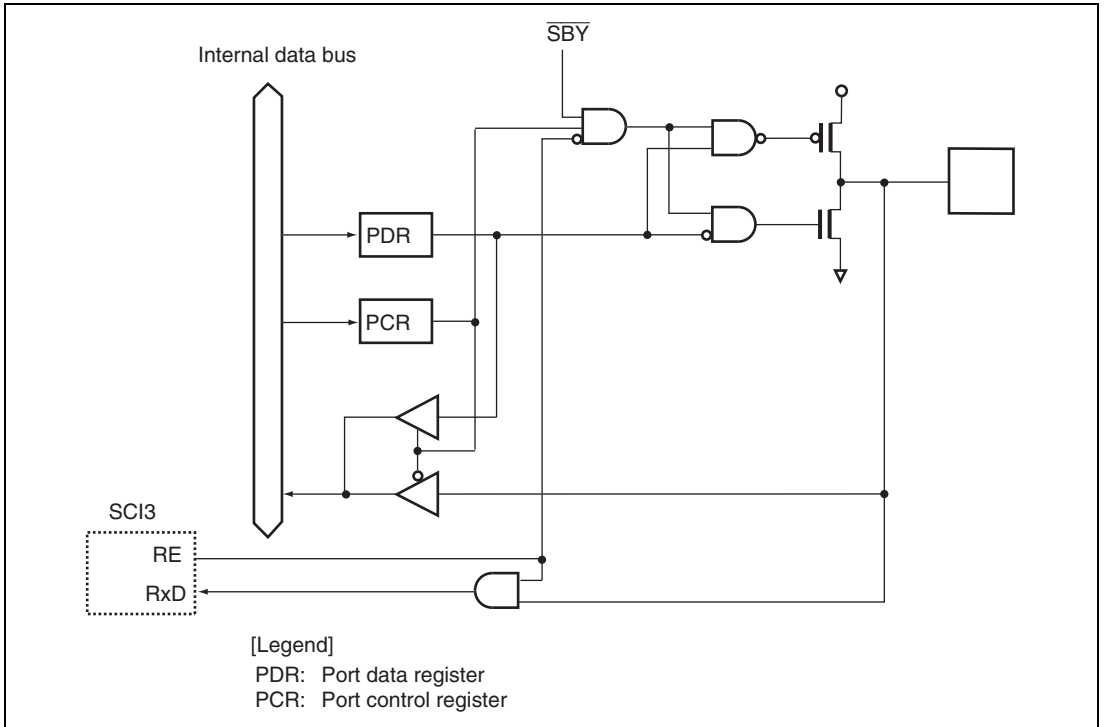 SBY
Internal data bus
PDR
PCR
SCI3
RE
RxD
[Legend]
PDR: Port data register
PCR: Port control register